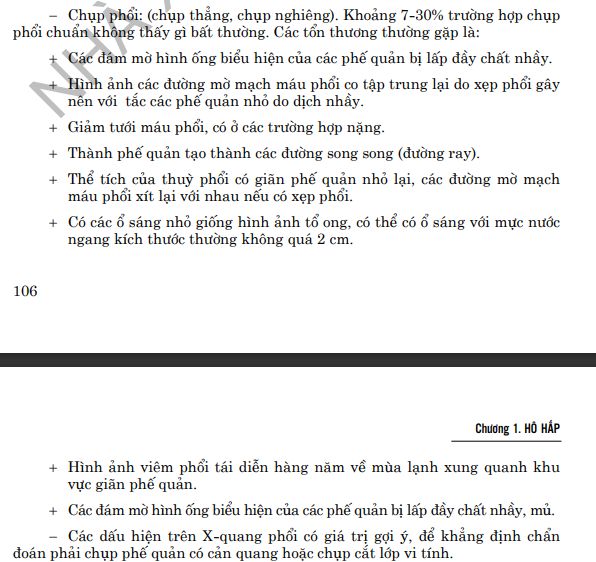 – Chụp phổi: (chụp thẳng, chụp nghiêng). Khoảng 7-30% trường hợp chụp
phổi chuẩn không thấy gì bất thường. Các tổn thương thường gặp là:
+ Các đám mờ hình ống biểu hiện của các phế quản bị lấp đầy chất nhầy.
+ Hình ảnh các đường mờ mạch máu phổi co tập trung lại do xẹp phổi gây
nên với tắc các phế quản nhỏ do dịch nhầy.
+ Giảm tưới máu phổi, có ở các trường hợp nặng.
+ Thành phế quản tạo thành các đường song song (đường ray).
+ Thể tích của thuỳ phổi có giãn phế quản nhỏ lại, các đường mờ mạch
máu phổi xít lại với nhau nếu có xẹp phổi.
+ Có các ổ sáng nhỏ giống hình ảnh tổ ong, có thể có ổ sáng với mực nước
ngang kích thước thường không quá 2 cm.
106
Chương 1. HÔ HẤP
+ Hình ảnh viêm phổi tái diễn hàng năm về mùa lạnh xung quanh khu
vực giãn phế quản.
+ Các đám mờ hình ống biểu hiện của các phế quản bị lấp đầy chất nhầy, mủ.
– Các dấu hiện trên X-quang phổi có giá trị gợi ý, để khẳng định chẩn
đoán phải chụp phế quản có cản quang hoặc chụp cắt lớp vi tính.
NHÀ